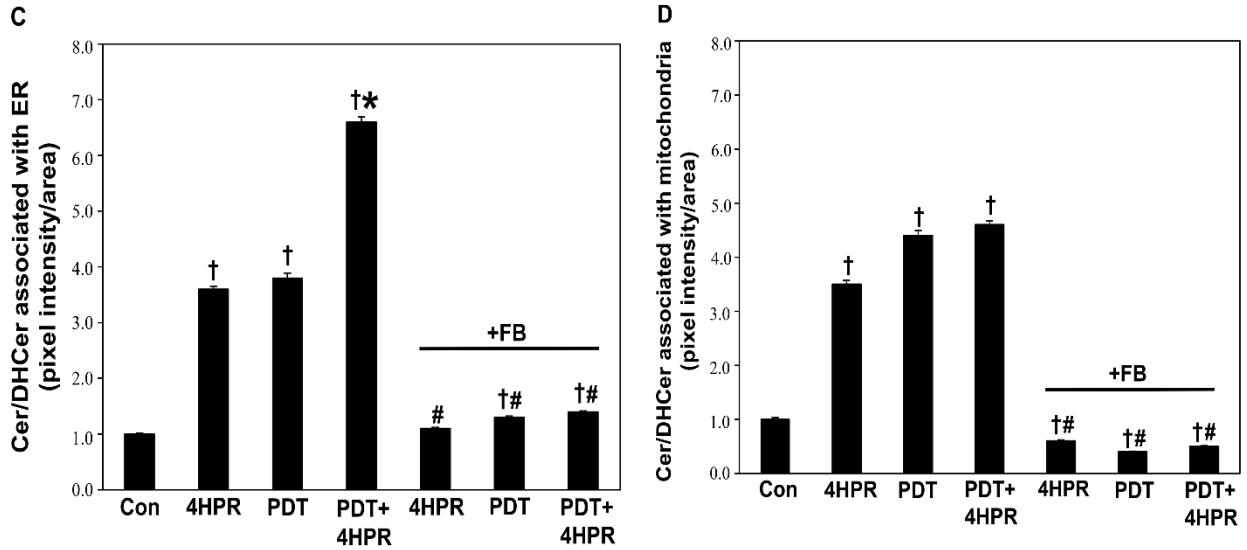 C
Cer/DHCer associated with ER
(pixel intensity/area)
8.0
7.0
6.0
5.0
4.0
3.0
2.0
1.0
0.0
†
†
†*
+FB
#
†#
†#
Con 4HPR PDT PDT+ 4HPR PDT PDT+
4HPR 4HPR
D
Cer/DHCer associated with mitochondria
(pixel intensity/area)
8.0
7.0
6.0
5.0
4.0
3.0
2.0
1.0
0.0
†
†
†
+FB
†#
†#
†#
Con 4HPR PDT PDT+ 4HPR PDT PDT+
4HPR 4HPR